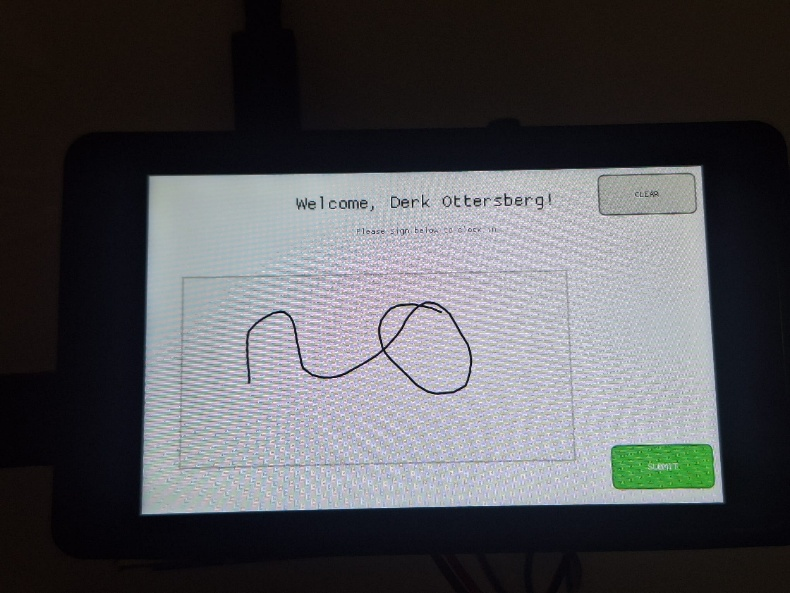 Welcome, Derk Ottersberg!
CLEAR
Please sign below to clock in
SUBMIT